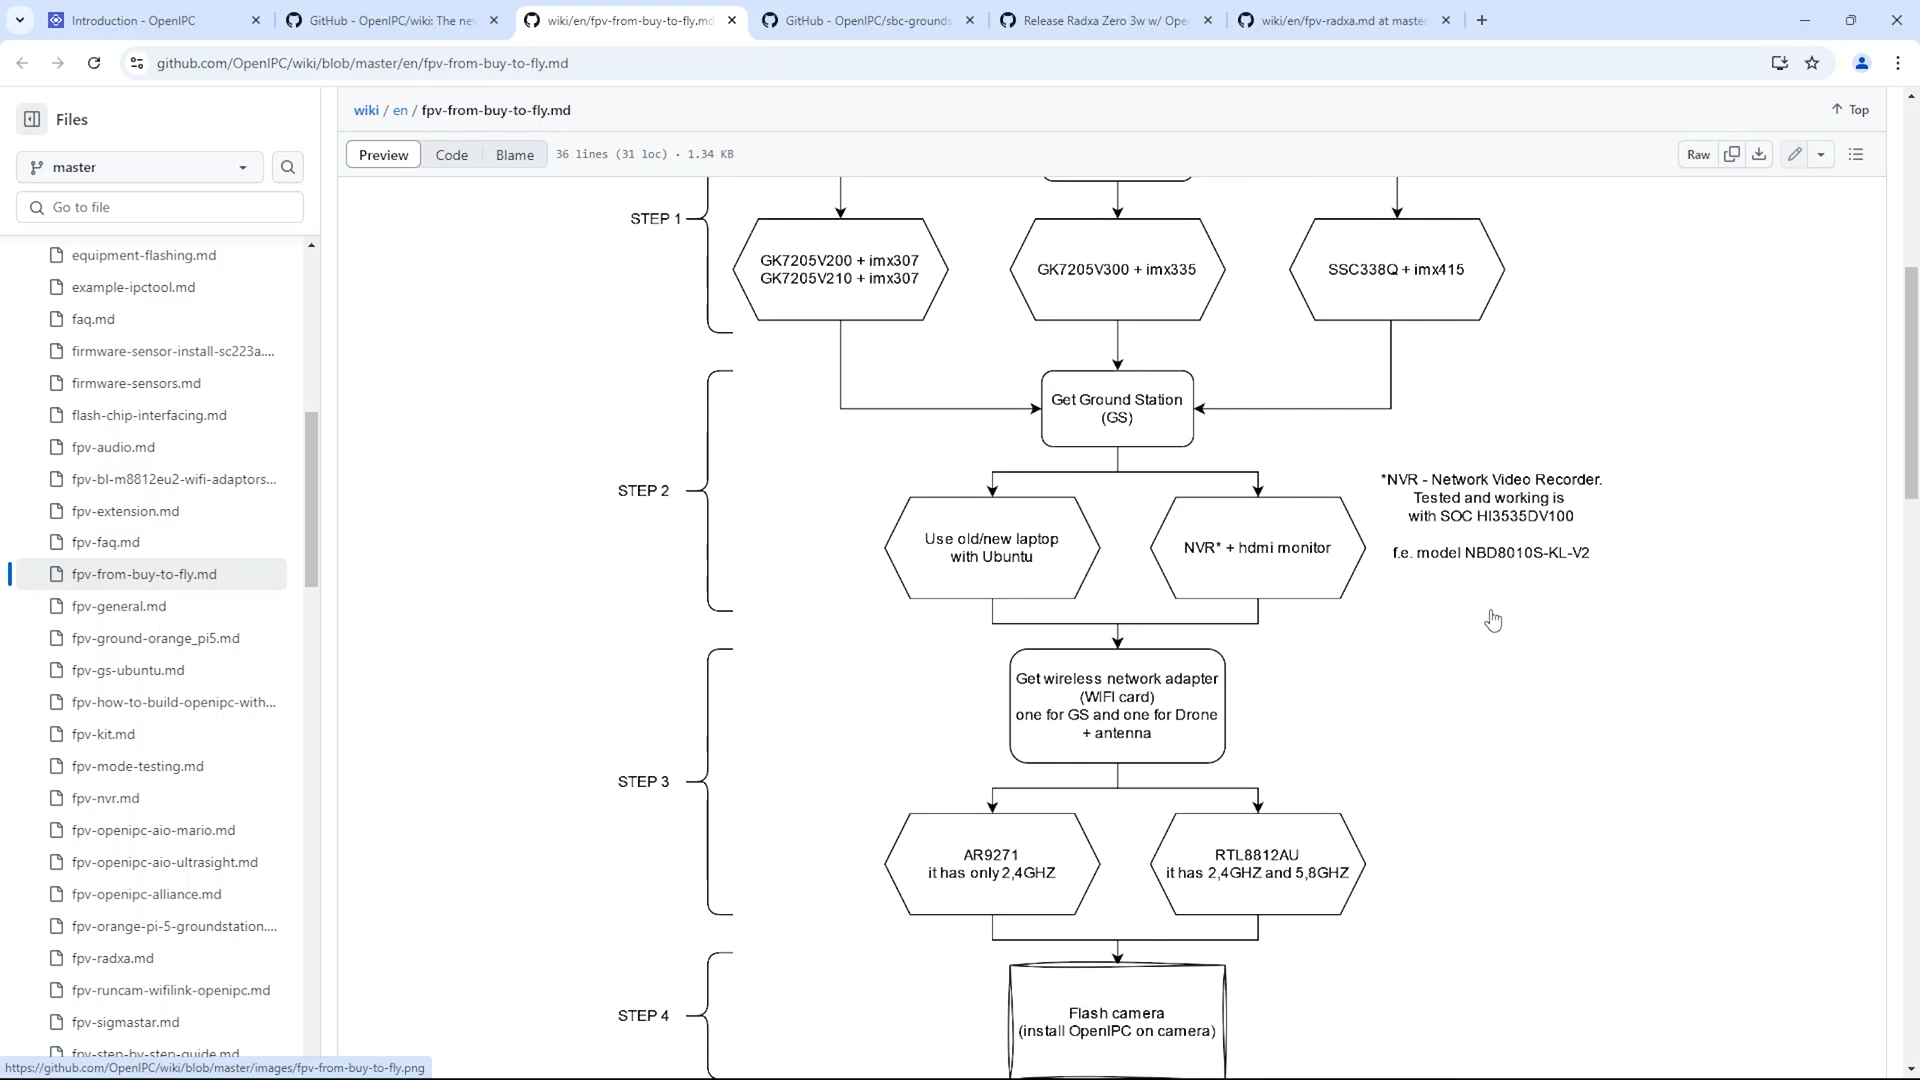 Introduction - OpenIPC
GitHub - OpenIPC/wiki: The ne
wiki/en/fpv-from-buy-to-fly.md
GitHub - OpenIPC/sbc-grounds
Release Radxa Zero 3w w/ Ope
wiki/en/fpv-radxa.md at master
github.com/OpenIPC/wiki/blob/master/en/fpv-from-buy-to-fly.md
Files
master
Go to file
equipment-flashing.md
example-ipctool.md
faq.md
firmware-sensor-install-sc223a....
firmware-sensors.md
flash-chip-interfacing.md
fpv-audio.md
fpv-bl-m8812eu2-wifi-adaptors...
fpv-extension.md
fpv-faq.md
fpv-from-buy-to-fly.md
fpv-general.md
fpv-ground-orange_pi5.md
fpv-gs-ubuntu.md
fpv-how-to-build-openipc-with...
fpv-kit.md
fpv-mode-testing.md
fpv-nvr.md
fpv-openipc-aio-mario.md
fpv-openipc-aio-ultrasight.md
fpv-openipc-alliance.md
fpv-orange-pi-5-groundstation....
fpv-radxa.md
fpv-runcam-wifilink-openipc.md
fpv-sigmastar.md
fpv-step-by-step-guide.md
https://github.com/OpenIPC/wiki/blob/master/images/fpv-from-buy-to-fly.png
wiki / en / fpv-from-buy-to-fly.md
Top
Preview Code Blame 36 lines (31 loc) · 1.34 KB
Raw
STEP 1
GK7205V200 + imx307
GK7205V210 + imx307
GK7205V300 + imx335
SSC338Q + imx415
STEP 2
Get Ground Station
(GS)
Use old/new laptop
with Ubuntu
NVR* + hdmi monitor
*NVR - Network Video Recorder.
Tested and working is
with SOC HI3535DV100
f.e. model NBD8010S-KL-V2
STEP 3
Get wireless network adapter
(WIFI card)
one for GS and one for Drone
+ antenna
AR9271
it has only 2,4GHZ
RTL8812AU
it has 2,4GHZ and 5,8GHZ
STEP 4
Flash camera
(install OpenIPC on camera)